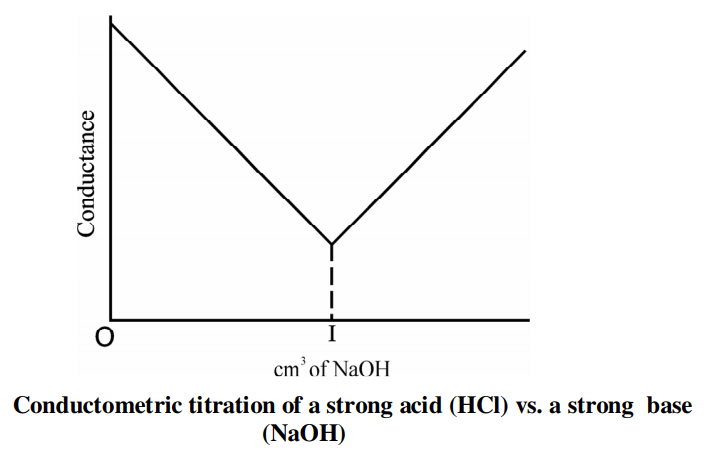 Conductance
O
I
cm³ of NaOH
Conductometric titration of a strong acid (HCl) vs. a strong base
(NaOH)